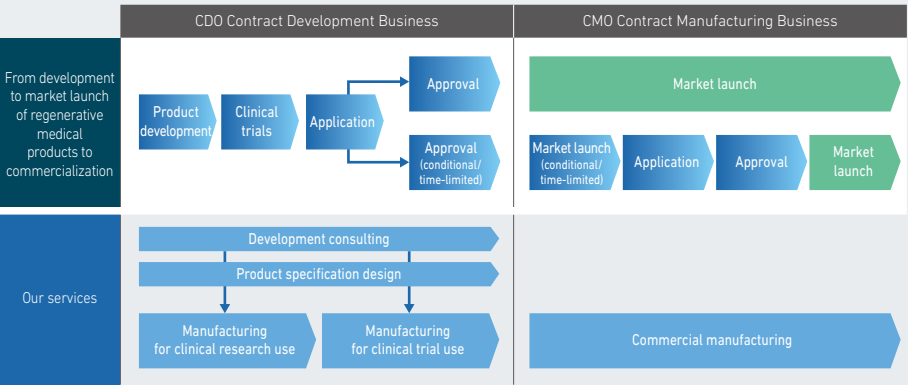 CDO Contract Development Business
CMO Contract Manufacturing Business
From development
to market launch
of regenerative
medical
products to
commercialization
Product
development
Clinical
trials
Application
Approval
Approval
(conditional/
time-limited)
Market launch
Market launch
(conditional/
time-limited)
Application
Approval
Market
launch
Our services
Development consulting
Product specification design
Manufacturing
for clinical research use
Manufacturing
for clinical trial use
Commercial manufacturing